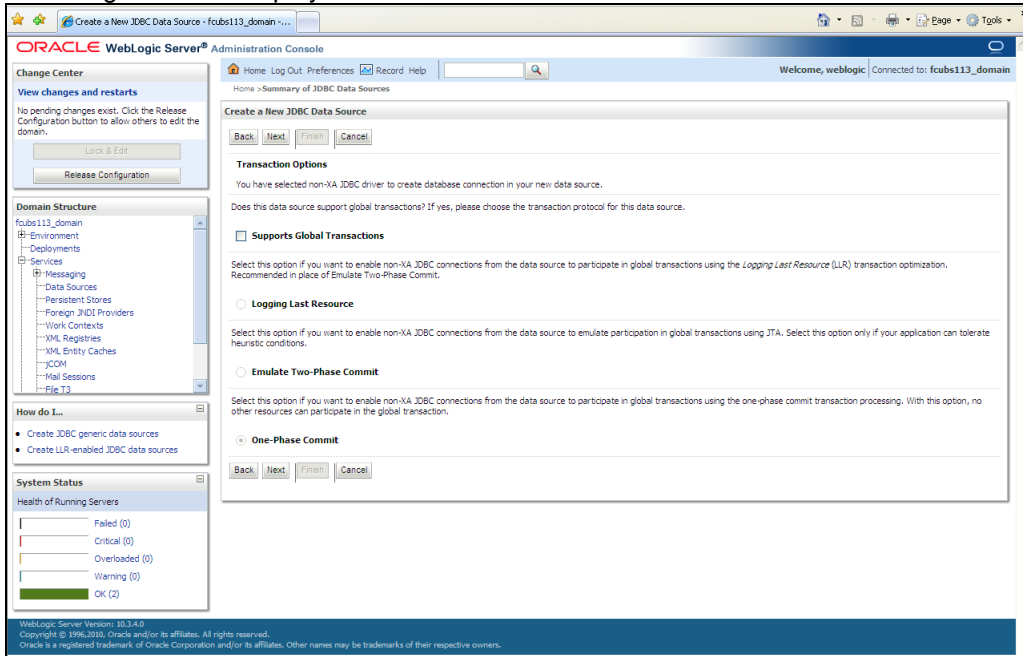 Create a New JDBC Data Source - fcubs113_domain -...
Page
Tools
ORACLE WebLogic Server® Administration Console
Change Center
View changes and restarts
No pending changes exist. Click the Release
Configuration button to allow others to edit the
domain.
Lock & Edit
Release Configuration
Domain Structure
fcubs113_domain
Environment
Deployments
Services
Messaging
Data Sources
Persistent Stores
Foreign JNDI Providers
Work Contexts
XML Registries
XML Entity Caches
jCOM
Mail Sessions
File T3
How do I...
Create JDBC generic data sources
Create LLR-enabled JDBC data sources
System Status
Health of Running Servers
Failed (0)
Critical (0)
Overloaded (0)
Warning (0)
OK (2)
Home Log Out Preferences Record Help
Welcome, weblogic Connected to: fcubs113_domain
Home >Summary of JDBC Data Sources
Create a New JDBC Data Source
Back Next Finish Cancel
Transaction Options
You have selected non-XA JDBC driver to create database connection in your new data source.
Does this data source support global transactions? If yes, please choose the transaction protocol for this data source.
Supports Global Transactions
Select this option if you want to enable non-XA JDBC connections from the data source to participate in global transactions using the Logging Last Resource (LLR) transaction optimization.
Recommended in place of Emulate Two-Phase Commit.
Logging Last Resource
Select this option if you want to enable non-XA JDBC connections from the data source to emulate participation in global transactions using JTA. Select this option only if your application can tolerate
heuristic conditions.
Emulate Two-Phase Commit
Select this option if you want to enable non-XA JDBC connections from the data source to participate in global transactions using the one-phase commit transaction processing. With this option, no
other resources can participate in the global transaction.
One-Phase Commit
Back Next Finish Cancel
WebLogic Server Version: 10.3.4.0
Copyright © 1996,2010, Oracle and/or its affiliates. All rights reserved.
Oracle is a registered trademark of Oracle Corporation and/or its affiliates. Other names may be trademarks of their respective owners.